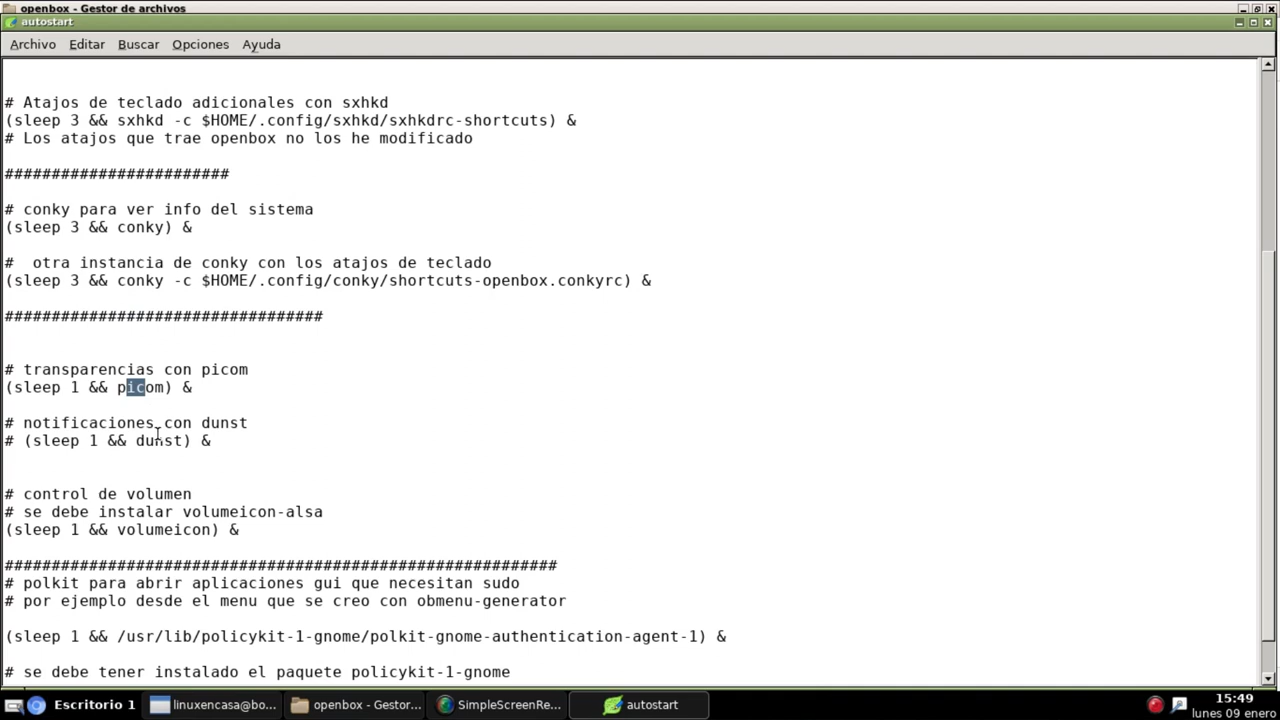 openbox - Gestor de archivos
autostart
Archivo Editar Buscar Opciones Ayuda
# Atajos de teclado adicionales con sxhkd
(sleep 3 && sxhkd -c $HOME/.config/sxhkd/sxhkdrc-shortcuts) &
# Los atajos que trae openbox no los he modificado
########################
# conky para ver info del sistema
(sleep 3 && conky) &
#  otra instancia de conky con los atajos de teclado
(sleep 3 && conky -c $HOME/.config/conky/shortcuts-openbox.conkyrc) &
##################################
# transparencias con picom
(sleep 1 && picom) &
# notificaciones con dunst
# (sleep 1 && dunst) &
# control de volumen
# se debe instalar volumeicon-alsa
(sleep 1 && volumeicon) &
###########################################################
# polkit para abrir aplicaciones gui que necesitan sudo
# por ejemplo desde el menu que se creo con obmenu-generator
(sleep 1 && /usr/lib/policykit-1-gnome/polkit-gnome-authentication-agent-1) &
# se debe tener instalado el paquete policykit-1-gnome
Escritorio 1 linuxencasa@bo... openbox - Gestor... SimpleScreenRe... autostart 15:49
lunes 09 enero